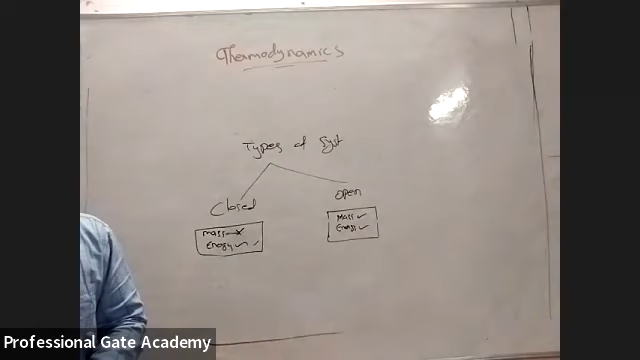 Thermodynamics
Types of Syst
Closed
Open
Mass ✗
Energy ✓
Mass ✓
Energy ✓
Professional Gate Academy